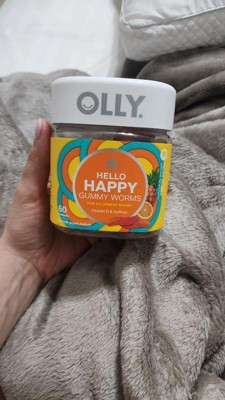 OLLY.
HELLO
HAPPY
GUMMY WORMS
Vitamin D & Saffron
60